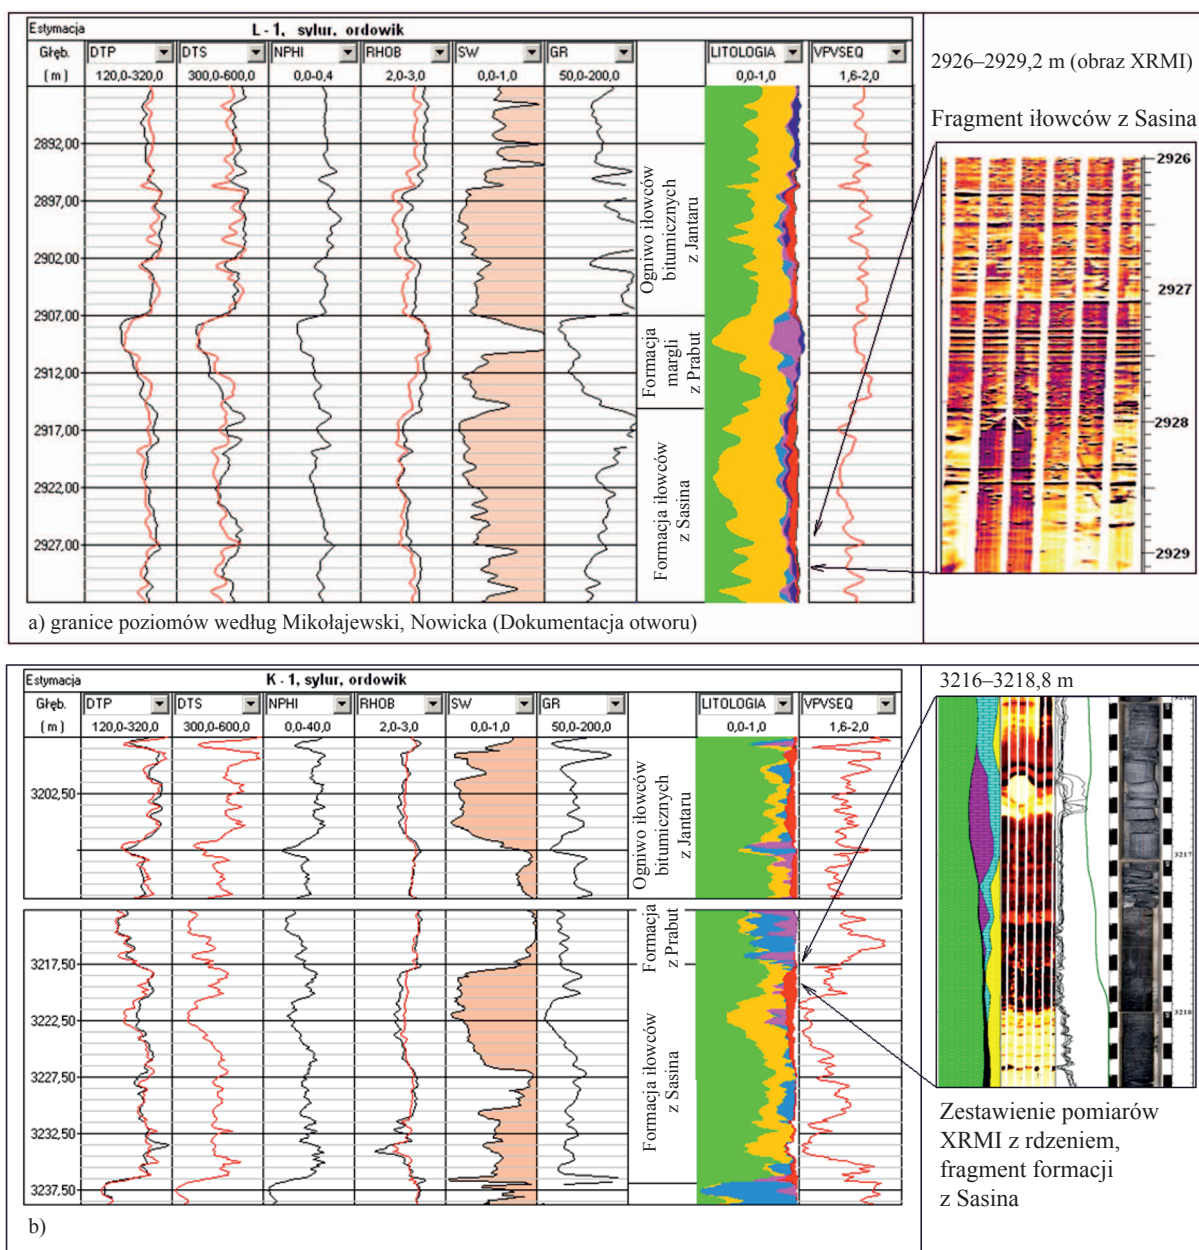 Estymacja
L - 1, sylur, ordowik
Głęb.
( m )
DTP
120,0-320,0
DTS
300,0-600,0
NPHI
0,0-0,4
RHOB
2,0-3,0
SW
0,0-1,0
GR
50,0-200,0
LITOLOGIA
0,0-1,0
VPVSEQ
1,6-2,0
2892,00
2897,00
2902,00
2907,00
2912,00
2917,00
2922,00
2927,00
Ogniwo iłowców
bitumicznych
z Jantaru
Formacja
margli
z Prabut
Formacja iłowców
z Sasina
2926–2929,2 m (obraz XRMI)
Fragment iłowców z Sasina
2926
2927
2928
2929
a) granice poziomów według Mikołajewski, Nowicka (Dokumentacja otworu)
Estymacja
K - 1, sylur, ordowik
Głęb.
( m )
DTP
120,0-320,0
DTS
300,0-600,0
NPHI
0,0-40,0
RHOB
2,0-3,0
SW
0,0-1,0
GR
50,0-200,0
LITOLOGIA
0,0-1,0
VPVSEQ
1,6-2,0
3202,50
3217,50
3222,50
3227,50
3232,50
3237,50
Ogniwo iłowców
bitumicznych
z Jantaru
Formacja
z Prabut
Formacja iłowców
z Sasina
3216–3218,8 m
3217
3218
Zestawienie pomiarów
XRMI z rdzeniem,
fragment formacji
z Sasina
b)